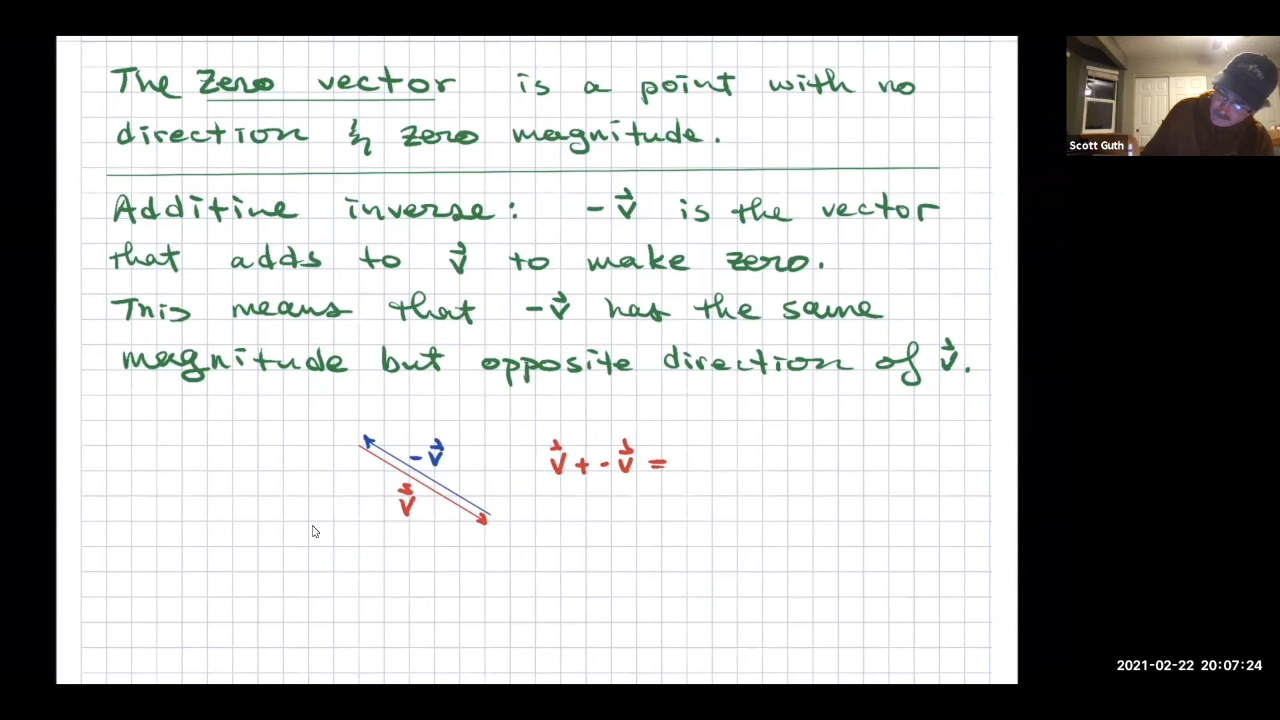 The zero vector is a point with no
direction & zero magnitude.
Additive inverse: -v⃗ is the vector
that adds to v⃗ to make zero.
This means that -v⃗ has the same
magnitude but opposite direction of v⃗.
-v⃗
v⃗
v⃗ + -v⃗ =
Scott Guth
2021-02-22 20:07:24